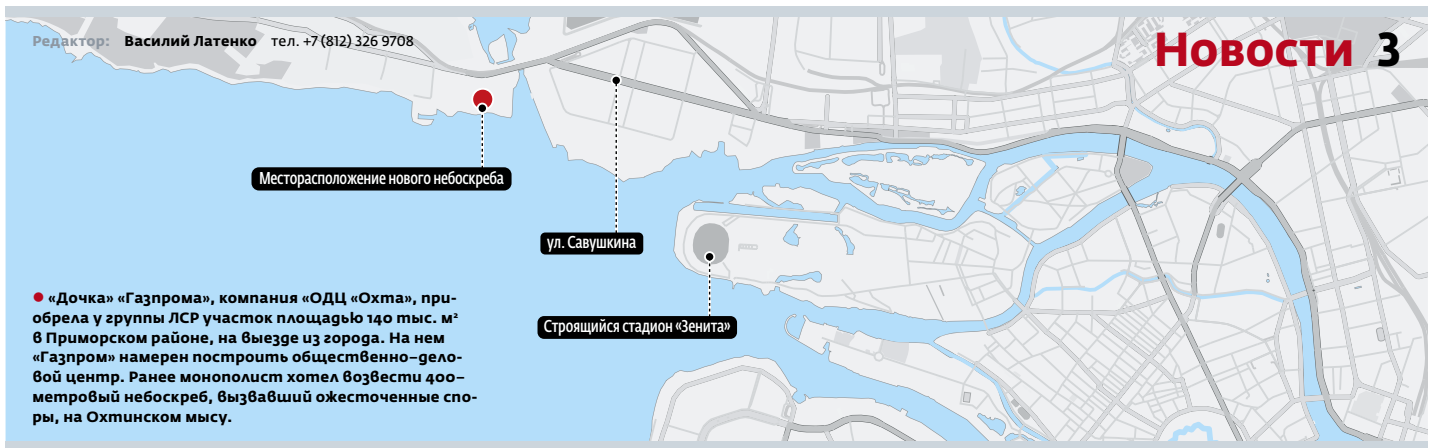 Редактор: Василий Латенко тел. +7 (812) 326 9708
Новости 3
Месторасположение нового небоскреба
ул. Савушкина
Строящийся стадион «Зенита»
«Дочка» «Газпрома», компания «ОДЦ «Охта», при-
обрела у группы ЛСР участок площадью 140 тыс. м²
в Приморском районе, на выезде из города. На нем
«Газпром» намерен построить общественно-дело-
вой центр. Ранее монополист хотел возвести 400-
метровый небоскреб, вызвавший ожесточенные спо-
ры, на Охтинском мысу.